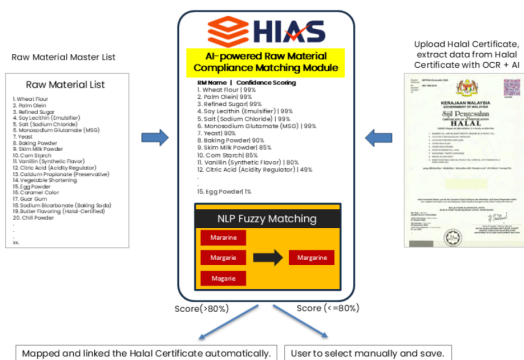 HIAS
AI-powered Raw Material
Compliance Matching Module
Raw Material Master List
Raw Material List
1. Wheat Flour
2. Palm Olein
3. Refined Sugar
4. Soy Lecithin (Emulsifier)
5. Salt (Sodium Chloride)
6. Monosodium Glutamate (MSG)
7. Yeast
8. Baking Powder
9. Skim Milk Powder
10. Corn Starch
11. Vanillin (Synthetic Flavor)
12. Citric Acid (Acidity Regulator)
13. Calcium Propionate (Preservative)
14. Vegetable Shortening
15. Egg Powder
16. Caramel Color
17. Guar Gum
18. Sodium Bicarbonate (Baking Soda)
19. Butter Flavoring (Halal-Certified)
20. Chili Powder
.
.
xx.
RM Name | Confidance Scoring
1. Wheat Flour | 99%
2. Palm Olein| 99%
3. Refined Sugar| 99%
4. Soy Lecithin (Emulsifier) | 99%
5. Salt (Sodium Chloride) | 99%
6. Monosodium Glutamate (MSG) | 99%
7. Yeast| 90%
8. Baking Powder| 90%
9. Skim Milk Powder| 85%
10. Corn Starch| 85%
11. Vanillin (Synthetic Flavor) | 80%
12. Citric Acid (Acidity Regulator) | 49%
.
.
15. Egg Powder| 1%
NLP Fuzzy Matching
Mararine
Margarie
Magarie
Margarine
Upload Halal Certificate,
extract data from Halal
Certificate with OCR + AI
KERAJAAN MALAYSIA
GOVERNMENT OF MALAYSIA
Sijil Pengesahan
HALAL
Score(>80%)
Score (<=80%)
Mapped and linked the Halal Certificate automatically.
User to select manually and save.